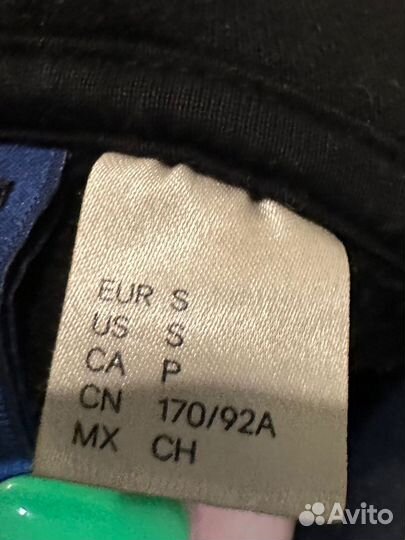 EUR S
US S
CA P
CN 170/92A
MX CH
Avito